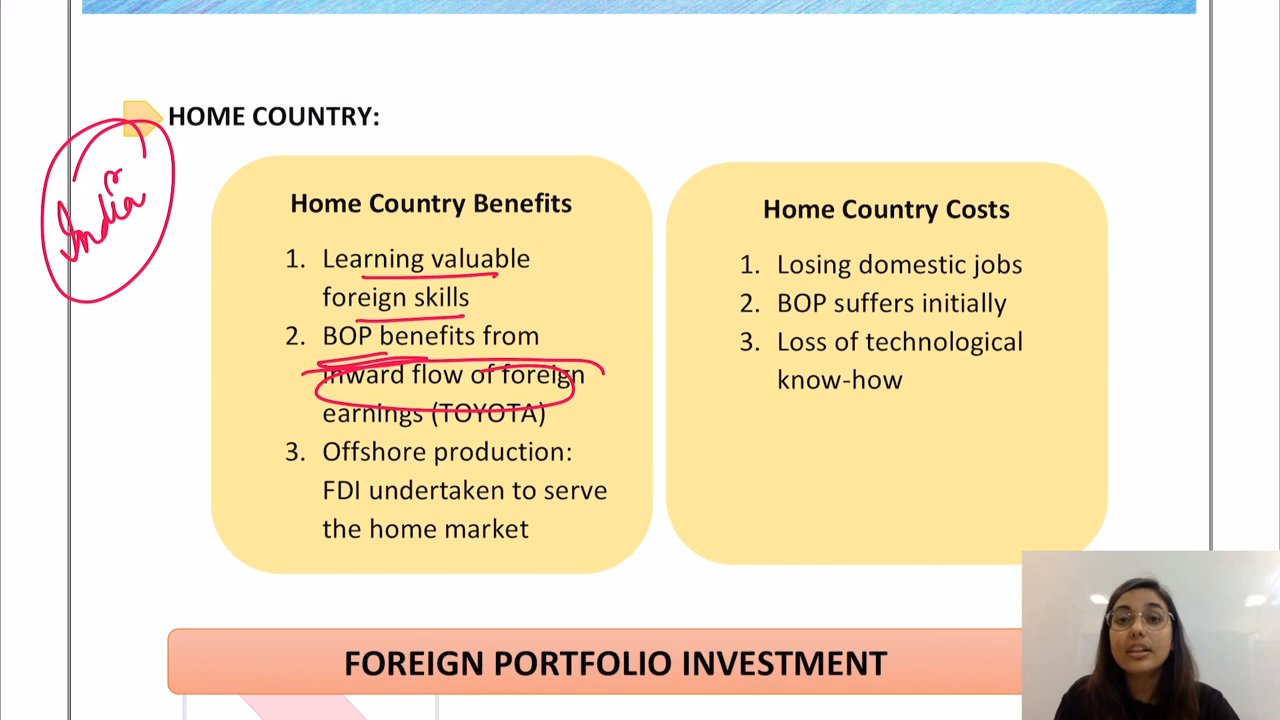 HOME COUNTRY:
India
Home Country Benefits
1. Learning valuable
foreign skills
2. BOP benefits from
inward flow of foreign
earnings (TOYOTA)
3. Offshore production:
FDI undertaken to serve
the home market
Home Country Costs
1. Losing domestic jobs
2. BOP suffers initially
3. Loss of technological
know-how
FOREIGN PORTFOLIO INVESTMENT